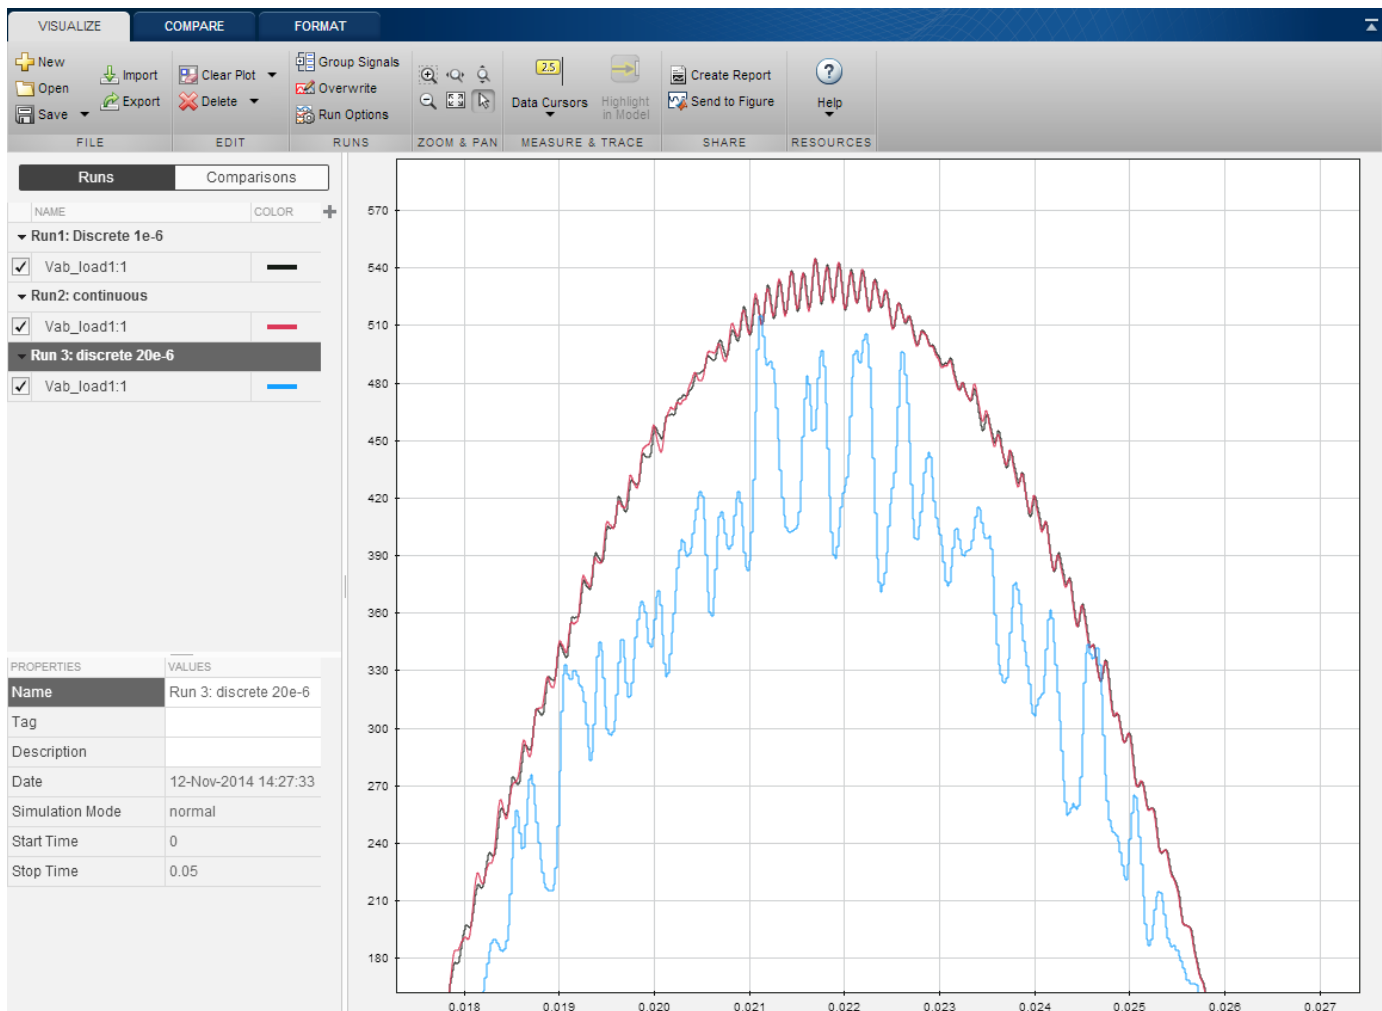 VISUALIZE COMPARE FORMAT
New
Open
Save
Import
Export
Clear Plot
Delete
Group Signals
Overwrite
Run Options
2.5
Data Cursors
Highlight
in Model
Create Report
Send to Figure
?
Help
FILE EDIT RUNS ZOOM & PAN MEASURE & TRACE SHARE RESOURCES
Runs Comparisons
NAME COLOR
Run1: Discrete 1e-6
Vab_load1:1
Run2: continuous
Vab_load1:1
Run 3: discrete 20e-6
Vab_load1:1
PROPERTIES VALUES
Name Run 3: discrete 20e-6
Tag
Description
Date 12-Nov-2014 14:27:33
Simulation Mode normal
Start Time 0
Stop Time 0.05
570
540
510
480
450
420
390
360
330
300
270
240
210
180
0.018 0.019 0.020 0.021 0.022 0.023 0.024 0.025 0.026 0.027